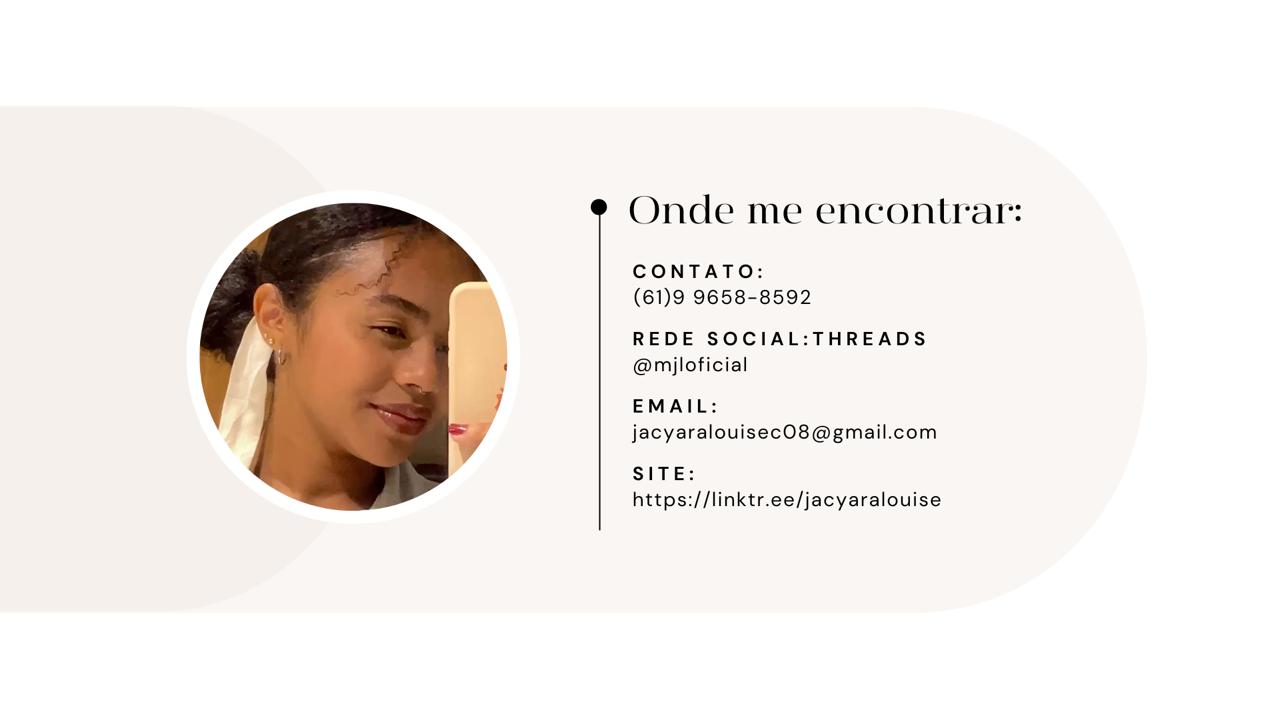 Onde me encontrar:
CONTATO:
(61)9 9658-8592
REDE SOCIAL:THREADS
@mjloficial
EMAIL:
jacyaralouisec08@gmail.com
SITE:
https://linktr.ee/jacyaralouise